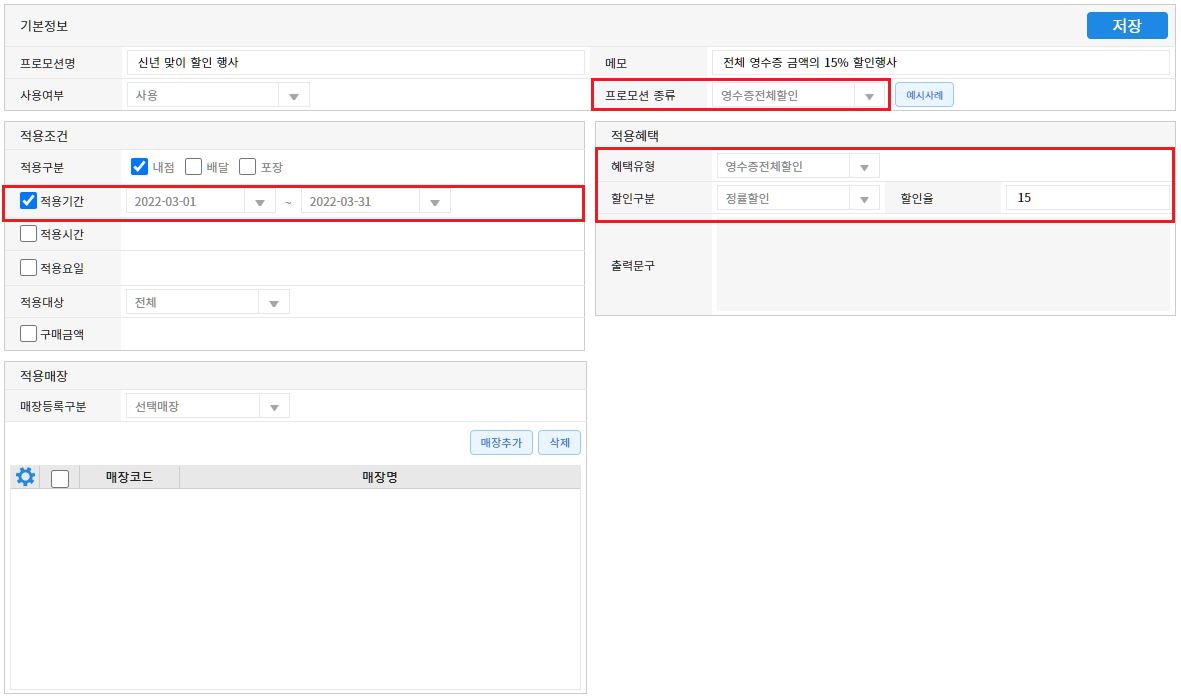 기본정보
저장
프로모션명 신년 맞이 할인 행사 메모 전체 영수증 금액의 15% 할인행사
사용여부 사용 프로모션 종류 영수증전체할인 예시사례
적용조건
적용구분 내점 배달 포장
적용기간 2022-03-01 ~ 2022-03-31
적용시간
적용요일
적용대상 전체
구매금액
적용혜택
혜택유형 영수증전체할인
할인구분 정률할인 할인율 15
출력문구
적용매장
매장등록구분 선택매장
매장추가 삭제
매장코드 매장명